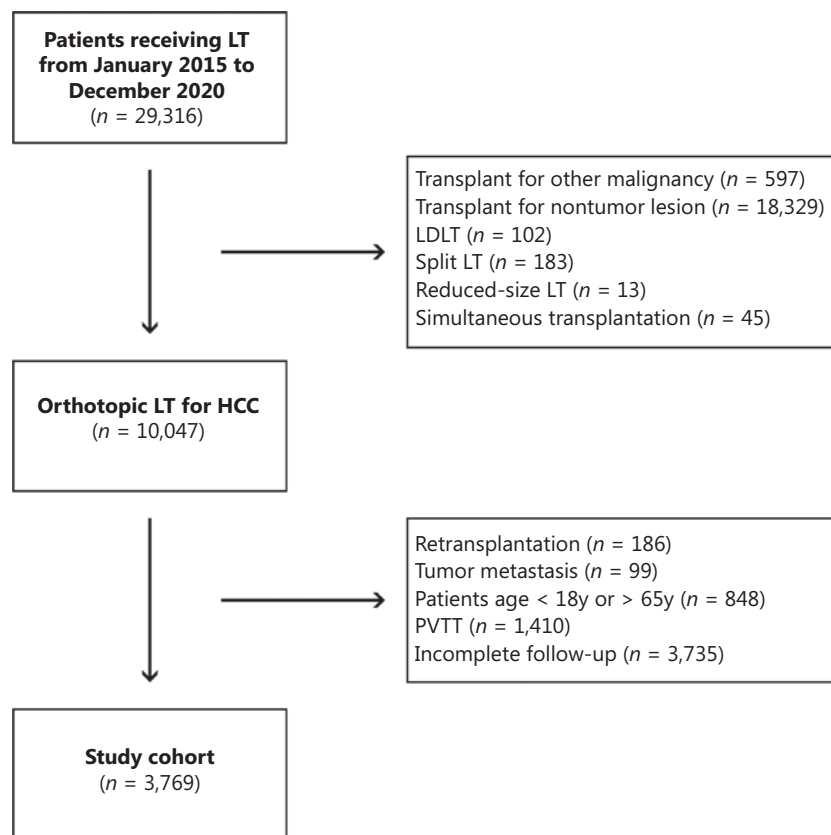 Patients receiving LT
from January 2015 to
December 2020
(n = 29,316)
Transplant for other malignancy (n = 597)
Transplant for nontumor lesion (n = 18,329)
LDLT (n = 102)
Split LT (n = 183)
Reduced-size LT (n = 13)
Simultaneous transplantation (n = 45)
Orthotopic LT for HCC
(n = 10,047)
Retransplantation (n = 186)
Tumor metastasis (n = 99)
Patients age < 18y or > 65y (n = 848)
PVTT (n = 1,410)
Incomplete follow-up (n = 3,735)
Study cohort
(n = 3,769)